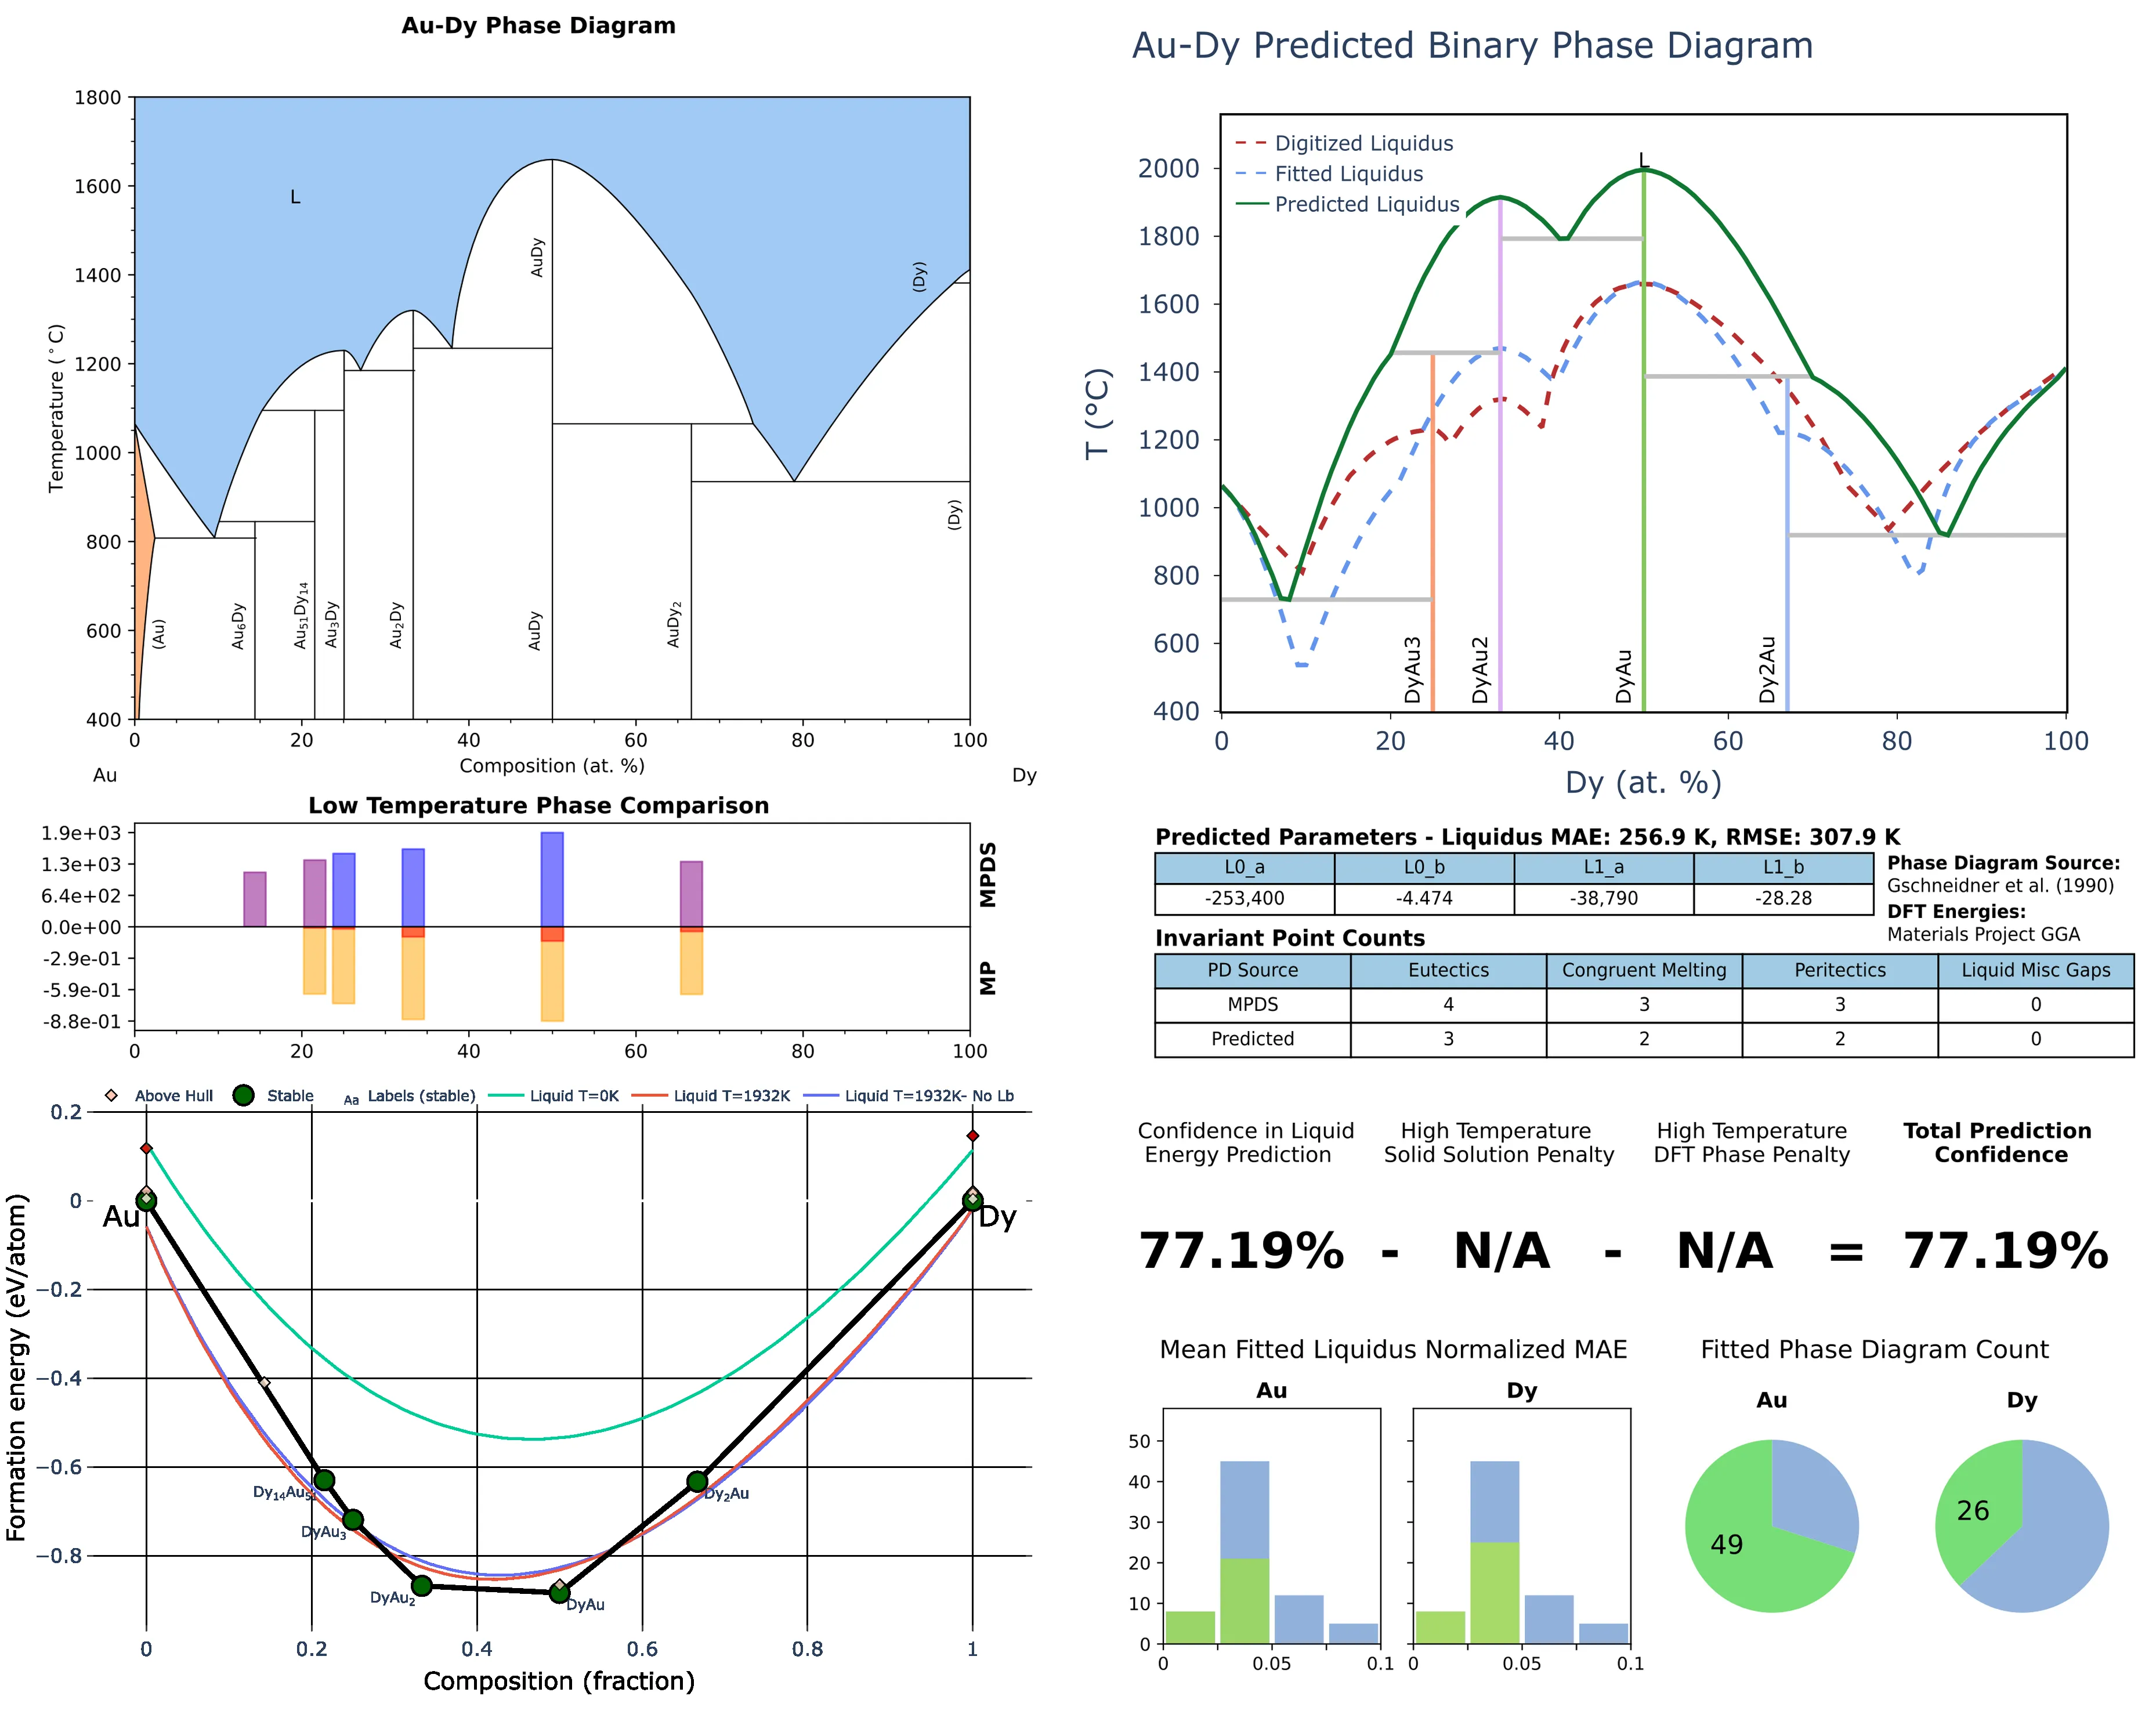 Au-Dy Phase Diagram
1800
1600
1400
1200
1000
800
600
400
Temperature (°C)
L
(Au)
Au6Dy
Au51Dy14
Au3Dy
Au2Dy
AuDy
AuDy
AuDy2
(Dy)
(Dy)
0 20 40 60 80 100
Composition (at. %)
Au Dy
Low Temperature Phase Comparison
1.9e+03
1.3e+03
6.4e+02
0.0e+00
-2.9e-01
-5.9e-01
-8.8e-01
MPDS
MP
0 20 40 60 80 100
Above Hull Stable Aa Labels (stable) Liquid T=0K Liquid T=1932K Liquid T=1932K- No Lb
0.2
0
−0.2
−0.4
−0.6
−0.8
Formation energy (eV/atom)
Au
Dy
DyAu3
DyAu2
DyAu
Dy2Au
0 0.2 0.4 0.6 0.8 1
Composition (fraction)
Au-Dy Predicted Binary Phase Diagram
Digitized Liquidus
Fitted Liquidus
Predicted Liquidus
L
2000
1800
1600
1400
1200
1000
800
600
400
T (°C)
DyAu3
DyAu2
DyAu
Dy2Au
0 20 40 60 80 100
Dy (at. %)
Predicted Parameters - Liquidus MAE: 256.9 K, RMSE: 307.9 K
L0_a L0_b L1_a L1_b
-253,400 -4.474 -38,790 -28.28
Phase Diagram Source:
Gschneidner et al. (1990)
DFT Energies:
Materials Project GGA
Invariant Point Counts
PD Source Eutectics Congruent Melting Peritectics Liquid Misc Gaps
MPDS 4 3 3 0
Predicted 3 2 2 0
Confidence in Liquid
Energy Prediction
High Temperature
Solid Solution Penalty
High Temperature
DFT Phase Penalty
Total Prediction
Confidence
77.19% - N/A - N/A = 77.19%
Mean Fitted Liquidus Normalized MAE
Au Dy
50
40
30
20
10
0
0 0.05 0.1 0 0.05 0.1
Fitted Phase Diagram Count
Au Dy
49 26